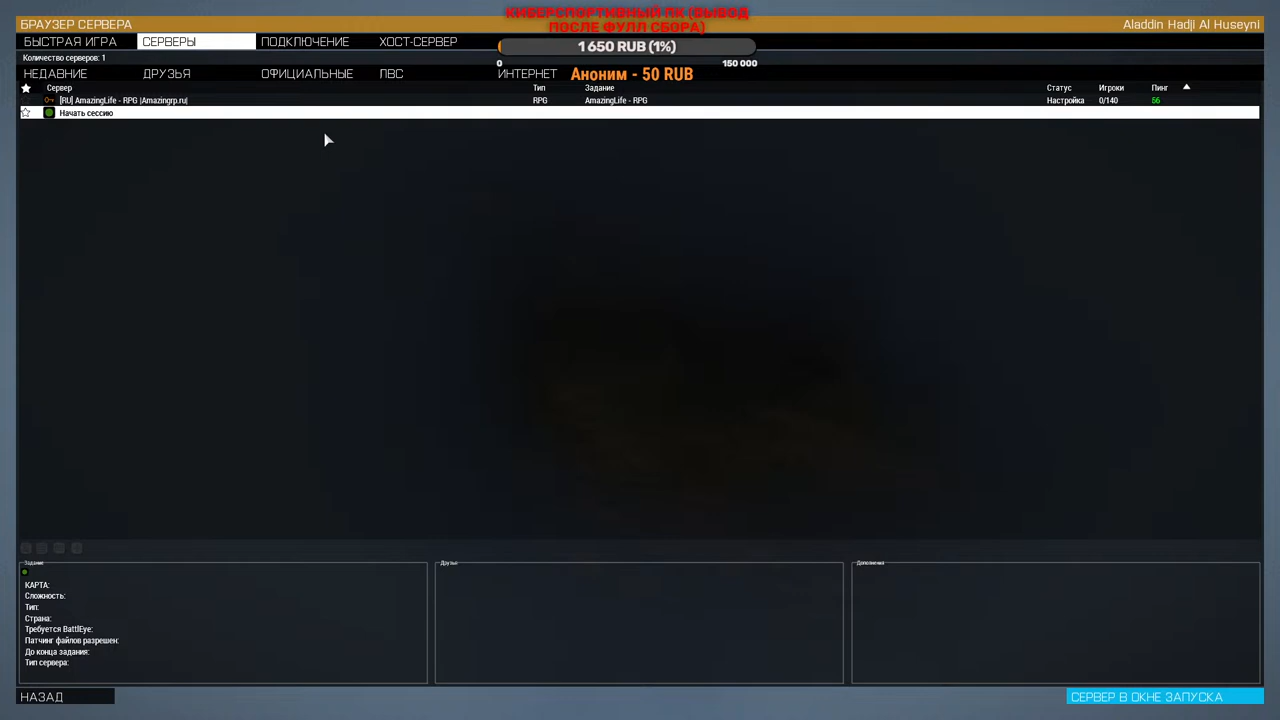 КИБЕРСПОРТИВНЫЙ ПК (ВЫВОД
ПОСЛЕ ФУЛЛ СБОРА)
БРАУЗЕР СЕРВЕРА
Aladdin Hadji Al Huseyni
БЫСТРАЯ ИГРА СЕРВЕРЫ ПОДКЛЮЧЕНИЕ ХОСТ-СЕРВЕР
1 650 RUB (1%)
Количество серверов: 1
0 150 000
НЕДАВНИЕ ДРУЗЬЯ ОФИЦИАЛЬНЫЕ ЛВС ИНТЕРНЕТ
Аноним - 50 RUB
Сервер Тип Задание Статус Игроки Пинг
[RU] AmazingLife - RPG |Amazingrp.ru| RPG AmazingLife - RPG Настройка 0/140 56
Начать сессию
Задание
КАРТА:
Сложность:
Тип:
Страна:
Требуется BattlEye:
Патчинг файлов разрешен:
До конца задания:
Тип сервера:
Друзья
Дополнения
НАЗАД
СЕРВЕР В ОКНЕ ЗАПУСКА